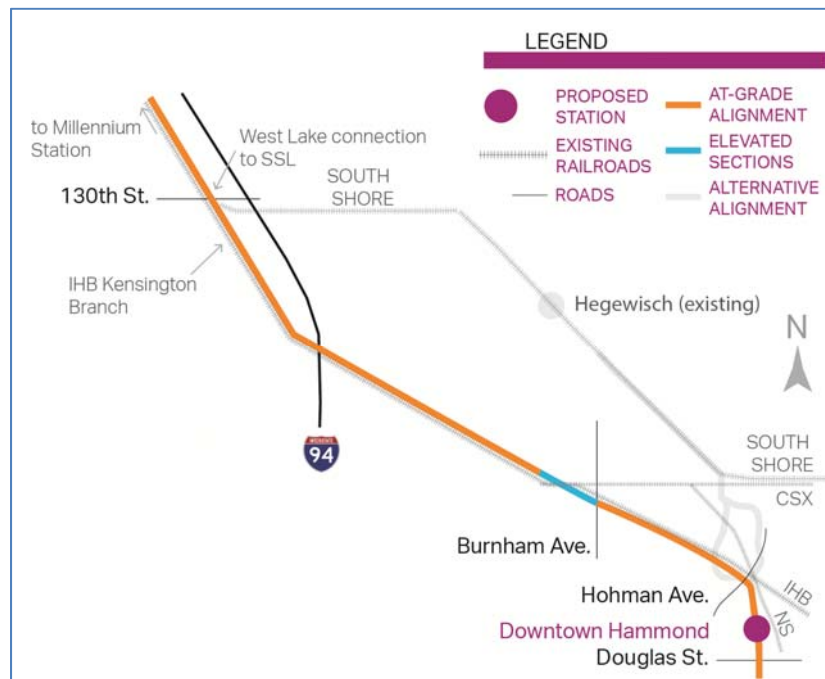 LEGEND
PROPOSED
STATION
AT-GRADE
ALIGNMENT
EXISTING
RAILROADS
ELEVATED
SECTIONS
ROADS
ALTERNATIVE
ALIGNMENT
to Millennium
Station
West Lake connection
to SSL
130th St.
SOUTH
SHORE
IHB Kensington
Branch
Hegewisch (existing)
N
94
SOUTH
SHORE
CSX
Burnham Ave.
Hohman Ave.
IHB
NS
Downtown Hammond
Douglas St.